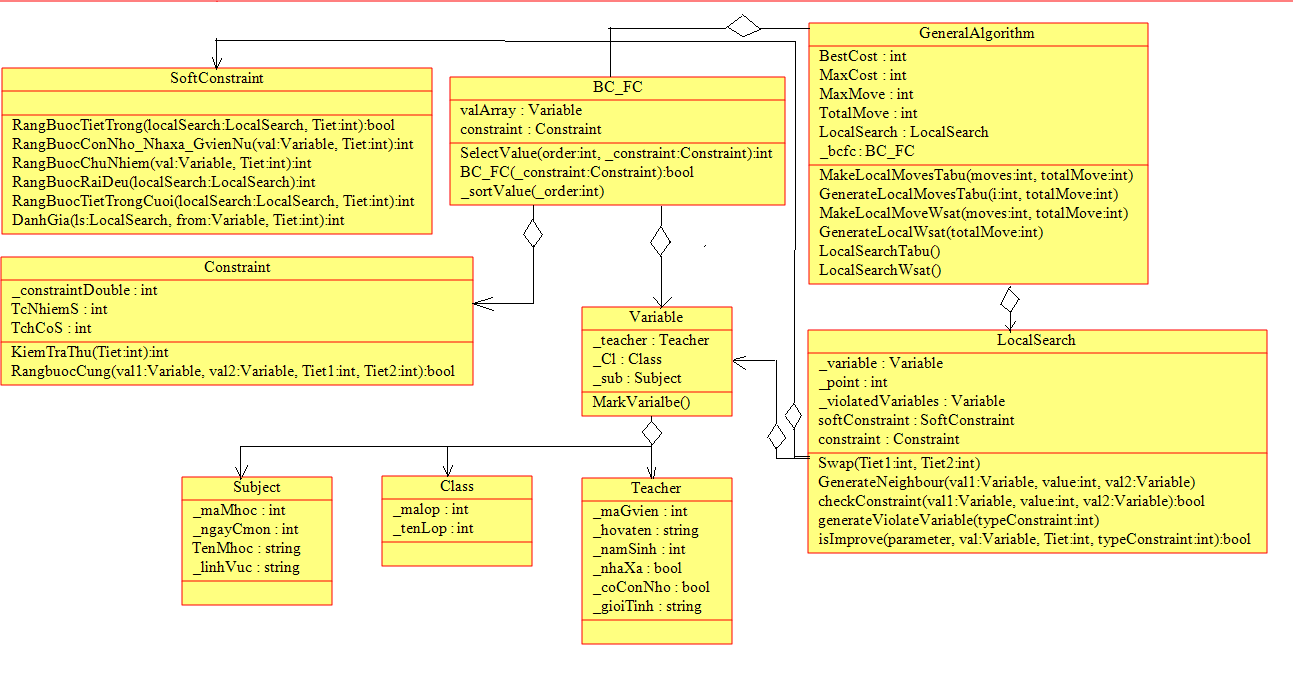 GeneralAlgorithm
BestCost : int
MaxCost : int
MaxMove : int
TotalMove : int
LocalSearch : LocalSearch
_bcfc : BC_FC
MakeLocalMovesTabu(moves:int, totalMove:int)
GenerateLocalMovesTabu(i:int, totalMove:int)
MakeLocalMoveWsat(moves:int, totalMove:int)
GenerateLocalWsat(totalMove:int)
LocalSearchTabu()
LocalSearchWsat()
SoftConstraint
RangBuocTietTrong(localSearch:LocalSearch, Tiet:int):bool
RangBuocConNho_Nhaxa_GvienNu(val:Variable, Tiet:int):int
RangBuocChuNhiem(val:Variable, Tiet:int):int
RangBuocRaiDeu(localSearch:LocalSearch):int
RangBuocTietTrongCuoi(localSearch:LocalSearch, Tiet:int):int
DanhGia(ls:LocalSearch, from:Variable, Tiet:int):int
BC_FC
valArray : Variable
constraint : Constraint
SelectValue(order:int, _constraint:Constraint):int
BC_FC(_constraint:Constraint):bool
_sortValue(_order:int)
Constraint
_constraintDouble : int
TcNhiemS : int
TchCoS : int
KiemTraThu(Tiet:int):int
RangbuocCung(val1:Variable, val2:Variable, Tiet1:int, Tiet2:int):bool
Variable
_teacher : Teacher
_Cl : Class
_sub : Subject
MarkVarialbe()
LocalSearch
_variable : Variable
_point : int
_violatedVariables : Variable
softConstraint : SoftConstraint
constraint : Constraint
Swap(Tiet1:int, Tiet2:int)
GenerateNeighbour(val1:Variable, value:int, val2:Variable)
checkConstraint(val1:Variable, value:int, val2:Variable):bool
generateViolateVariable(typeConstraint:int)
isImprove(parameter, val:Variable, Tiet:int, typeConstraint:int):bool
Subject
_maMhoc : int
_ngayCmon : int
TenMhoc : string
_linhVuc : string
Class
_malop : int
_tenLop : int
Teacher
_maGvien : int
_hovaten : string
_namSinh : int
_nhaXa : bool
_coConNho : bool
_gioiTinh : string